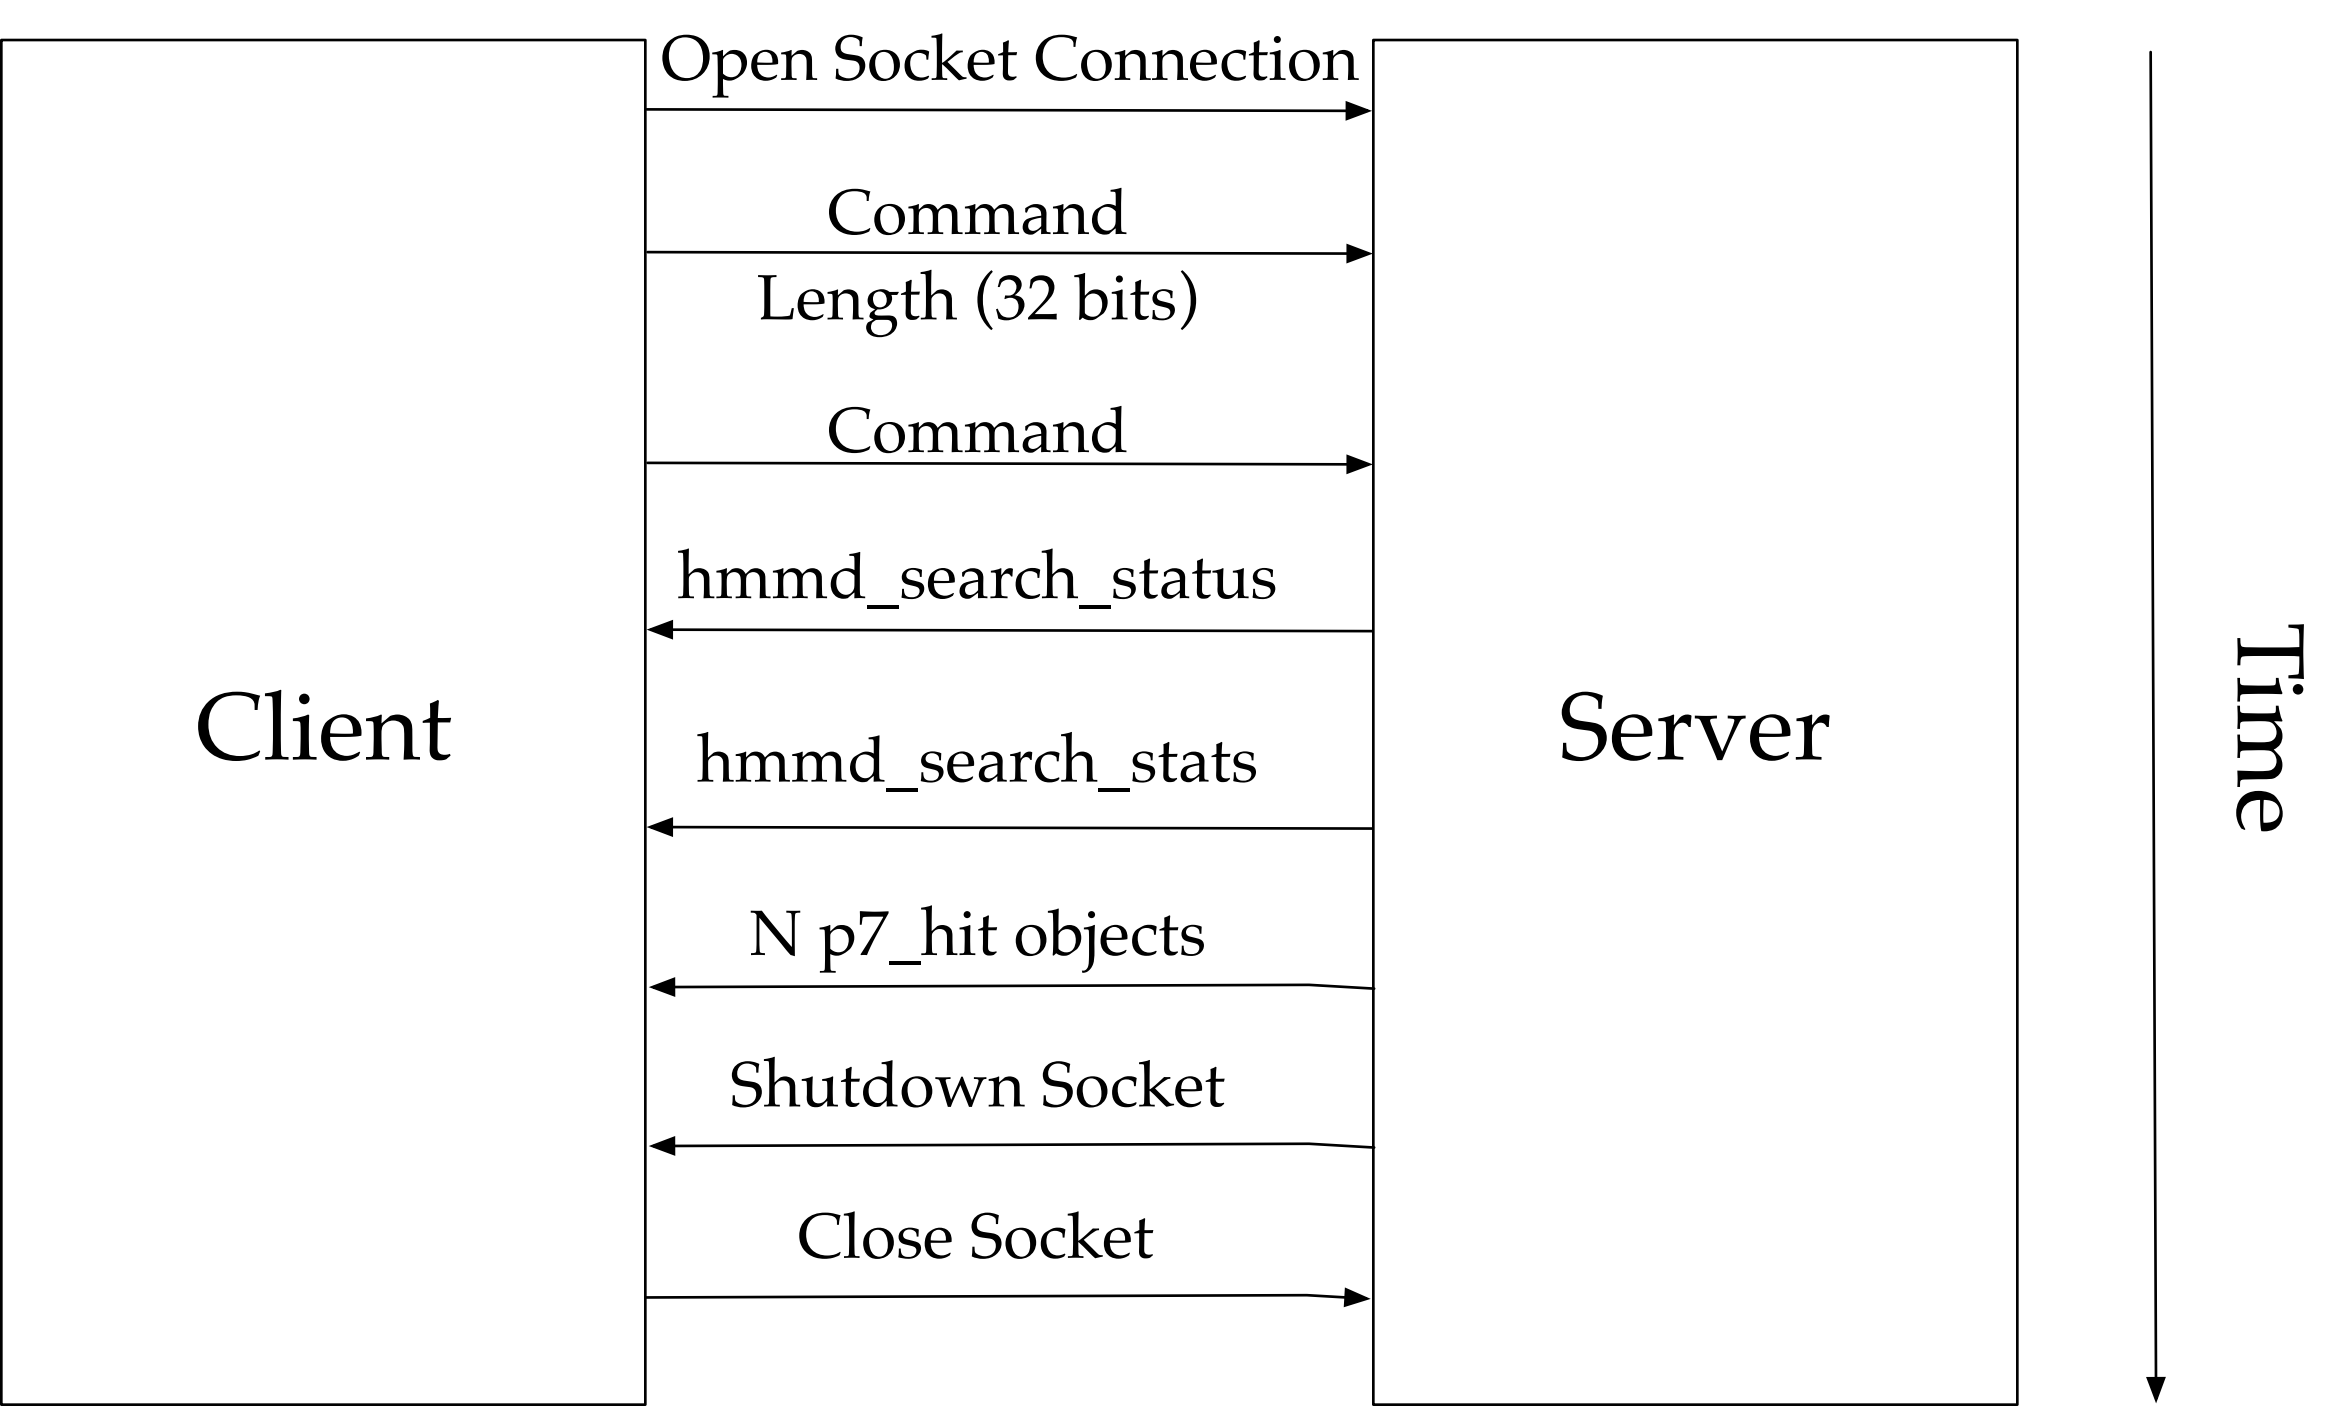 Open Socket Connection
Command
Length (32 bits)
Command
hmmd_search_status
Client
Server
Time
hmmd_search_stats
N p7_hit objects
Shutdown Socket
Close Socket